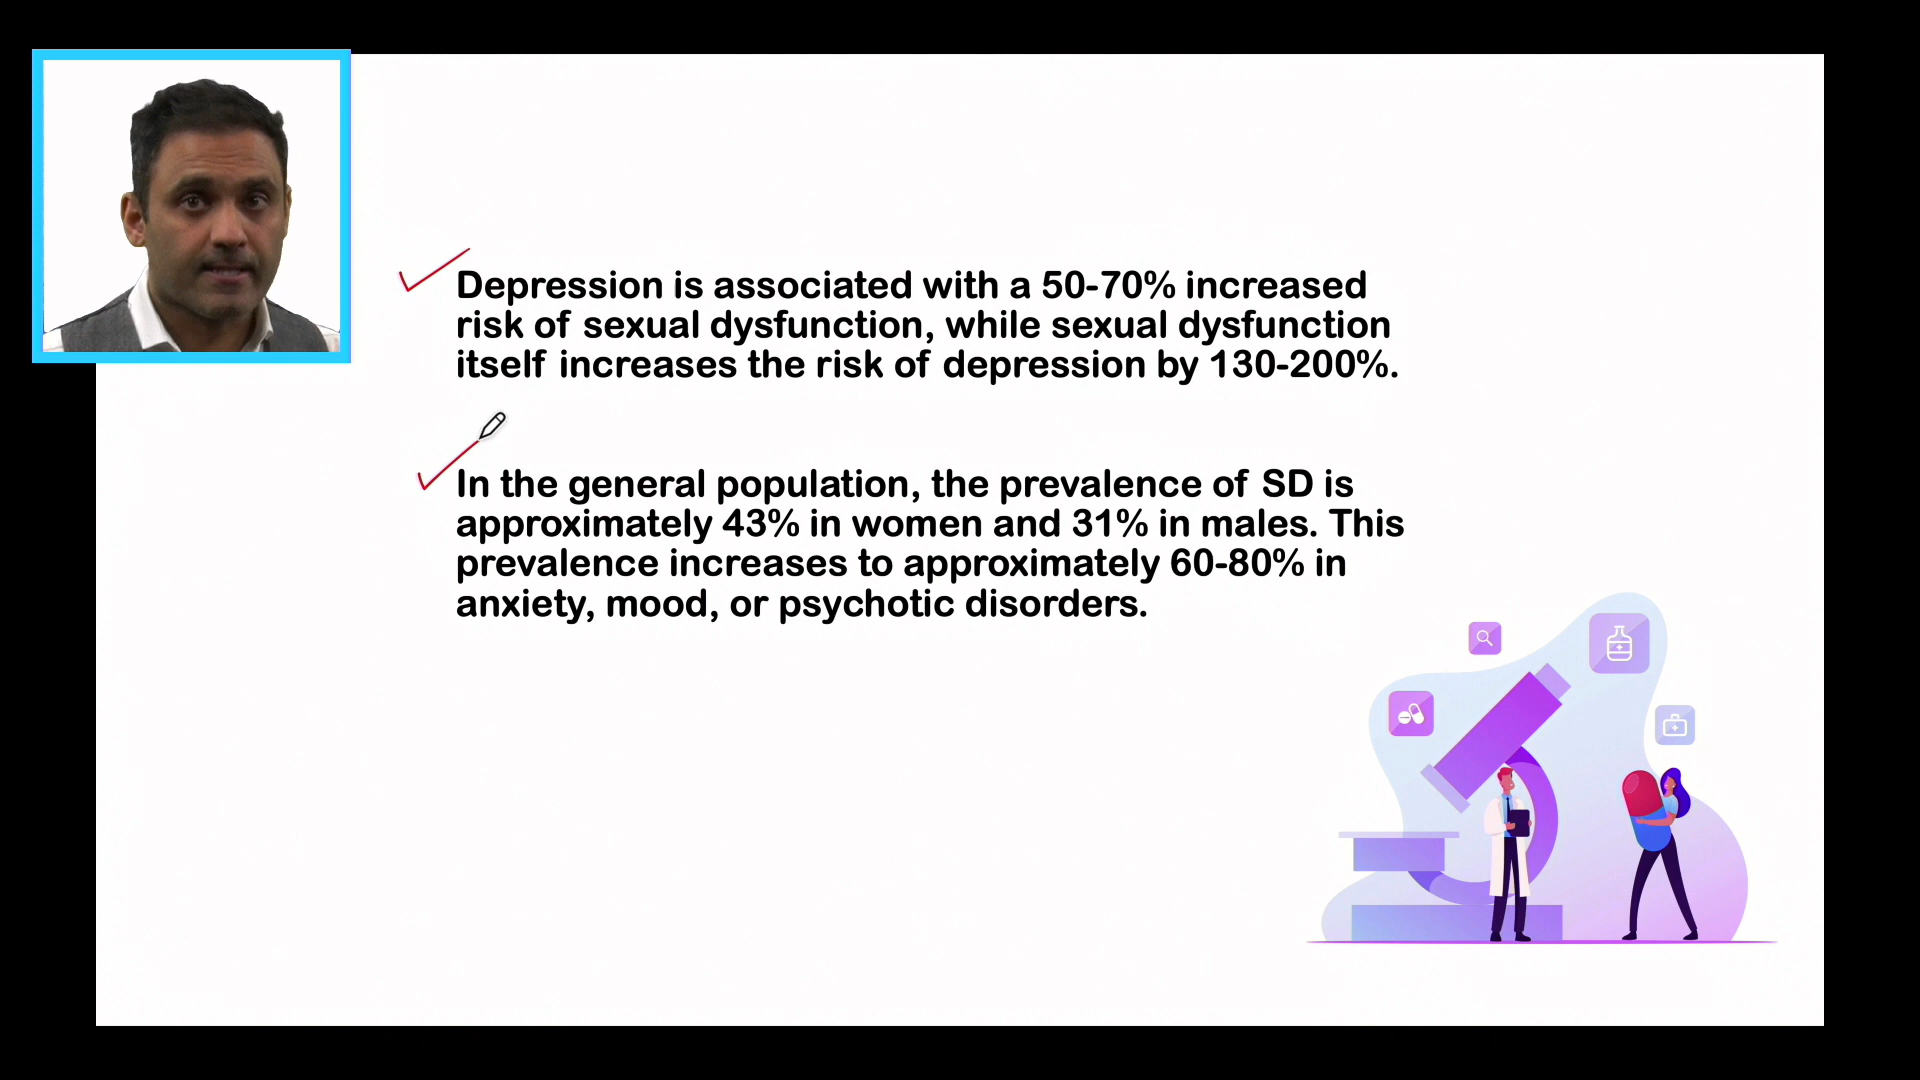 Depression is associated with a 50-70% increased
risk of sexual dysfunction, while sexual dysfunction
itself increases the risk of depression by 130-200%.
In the general population, the prevalence of SD is
approximately 43% in women and 31% in males. This
prevalence increases to approximately 60-80% in
anxiety, mood, or psychotic disorders.